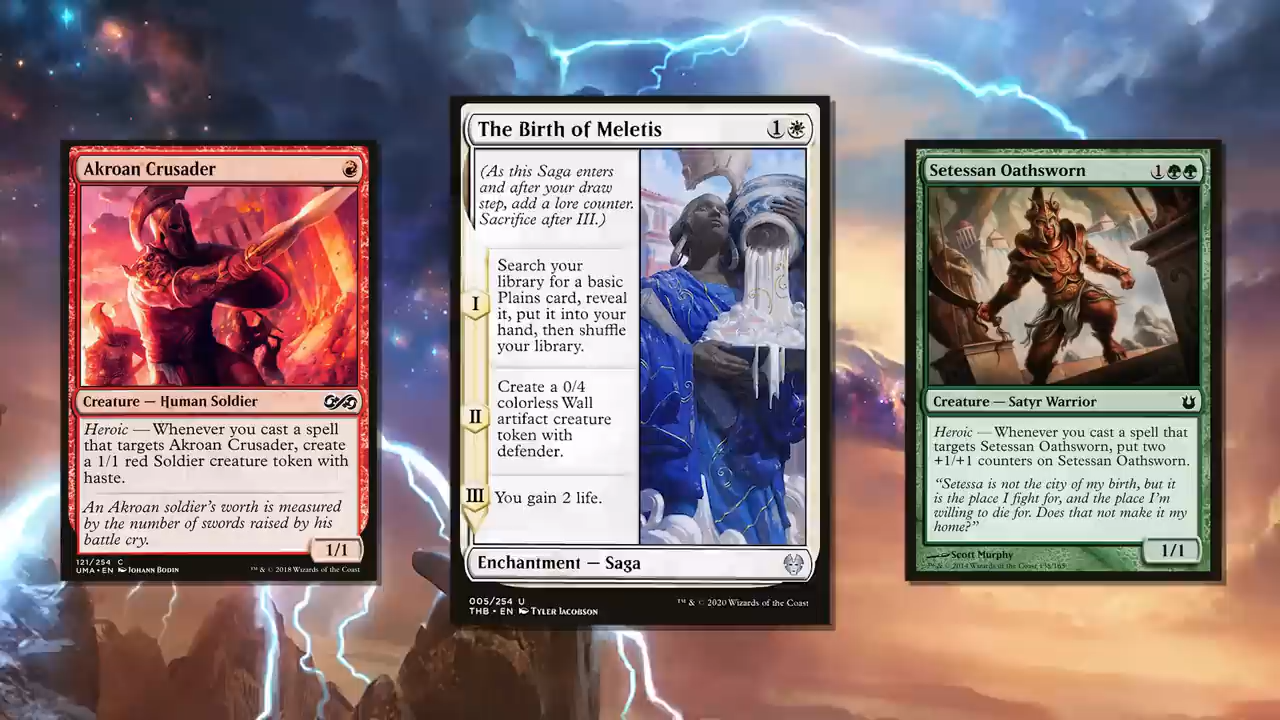 Akroan Crusader
Creature — Human Soldier
Heroic — Whenever you cast a spell
that targets Akroan Crusader, create
a 1/1 red Soldier creature token with
haste.
An Akroan soldier's worth is measured
by the number of swords raised by his
battle cry.
1/1
121/254 C
UMA • EN Johann Bodin
™ & © 2018 Wizards of the Coast
The Birth of Meletis
1
(As this Saga enters
and after your draw
step, add a lore counter.
Sacrifice after III.)
I
Search your
library for a basic
Plains card, reveal
it, put it into your
hand, then shuffle
your library.
II
Create a 0/4
colorless Wall
artifact creature
token with
defender.
III
You gain 2 life.
Enchantment — Saga
005/254 U
THB • EN Tyler Jacobson
™ & © 2020 Wizards of the Coast
Setessan Oathsworn
1
Creature — Satyr Warrior
Heroic — Whenever you cast a spell that
targets Setessan Oathsworn, put two
+1/+1 counters on Setessan Oathsworn.
"Setessa is not the city of my birth, but it
is the place I fight for, and the place I'm
willing to die for. Does that not make it my
home?"
1/1
Scott Murphy
™ & © 2014 Wizards of the Coast 136/165